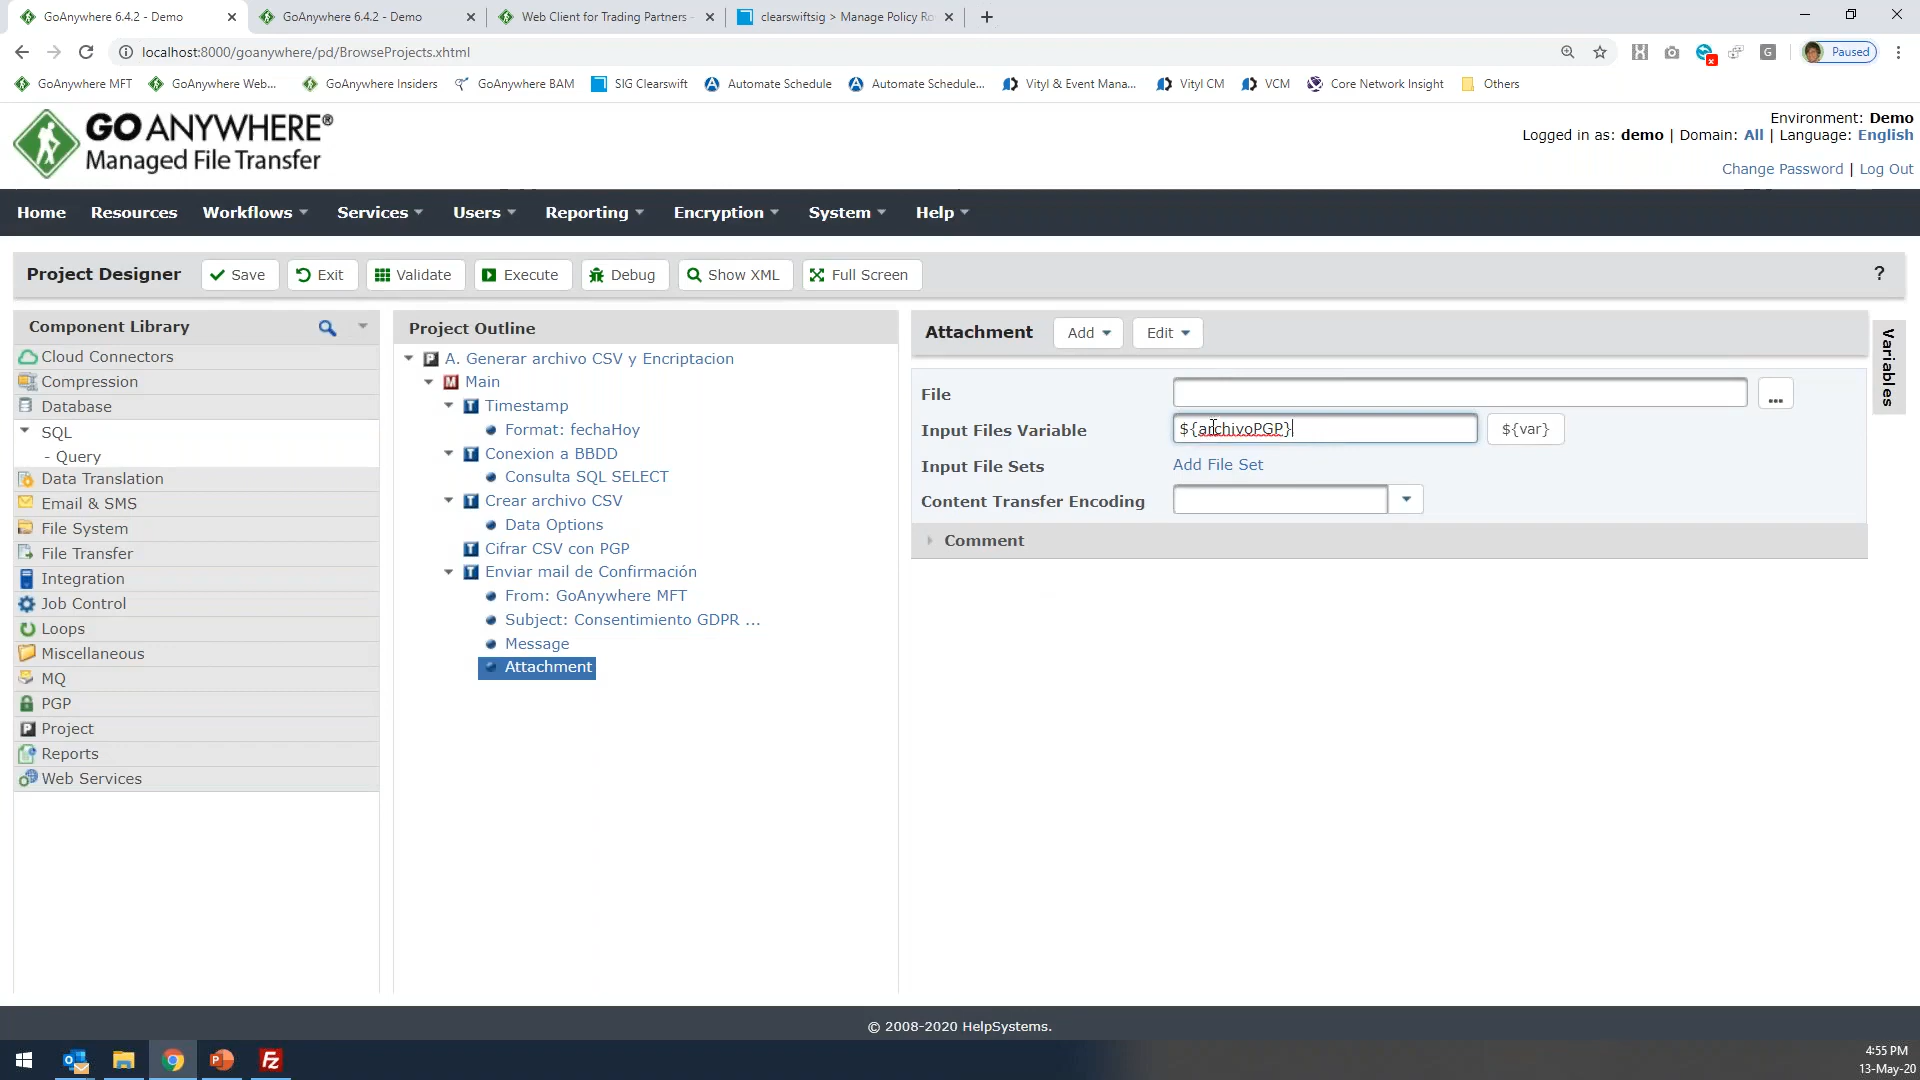 GoAnywhere 6.4.2 - Demo
GoAnywhere 6.4.2 - Demo
Web Client for Trading Partners -
clearswiftsig > Manage Policy Ro
localhost:8000/goanywhere/pd/BrowseProjects.xhtml
Paused
GoAnywhere MFT
GoAnywhere Web...
GoAnywhere Insiders
GoAnywhere BAM
SIG Clearswift
Automate Schedule
Automate Schedule...
Vityl & Event Mana...
Vityl CM
VCM
Core Network Insight
Others
GO ANYWHERE®
Managed File Transfer
Environment: Demo
Logged in as: demo | Domain: All | Language: English
Change Password | Log Out
Home Resources Workflows Services Users Reporting Encryption System Help
Project Designer Save Exit Validate Execute Debug Show XML Full Screen ?
Component Library
Cloud Connectors
Compression
Database
SQL
- Query
Data Translation
Email & SMS
File System
File Transfer
Integration
Job Control
Loops
Miscellaneous
MQ
PGP
Project
Reports
Web Services
Project Outline
P A. Generar archivo CSV y Encriptacion
M Main
T Timestamp
Format: fechaHoy
T Conexion a BBDD
Consulta SQL SELECT
T Crear archivo CSV
Data Options
T Cifrar CSV con PGP
T Enviar mail de Confirmación
From: GoAnywhere MFT
Subject: Consentimiento GDPR ...
Message
Attachment
Attachment Add Edit
File ...
Input Files Variable ${archivoPGP} ${var}
Input File Sets Add File Set
Content Transfer Encoding
Comment
Variables
© 2008-2020 HelpSystems.
4:55 PM
13-May-20